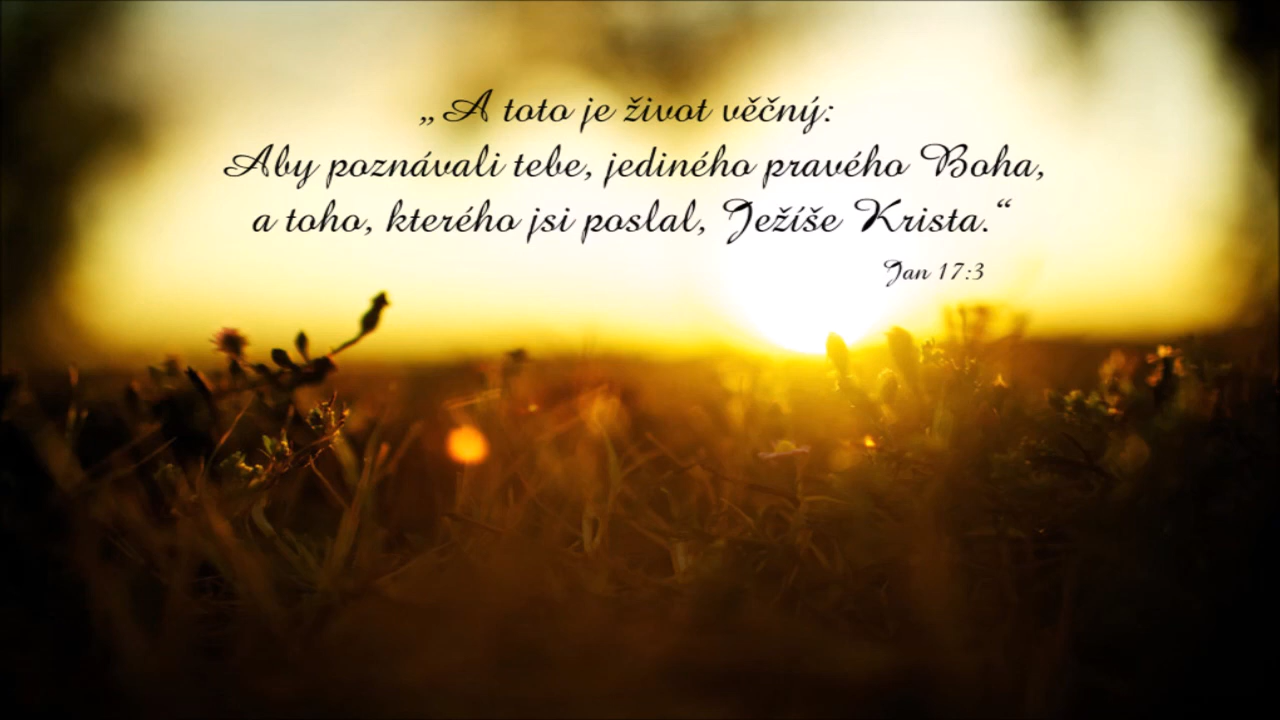 „A toto je život věčný:
Aby poznávali tebe, jediného pravého Boha,
a toho, kterého jsi poslal, Ježíše Krista.“
Jan 17:3